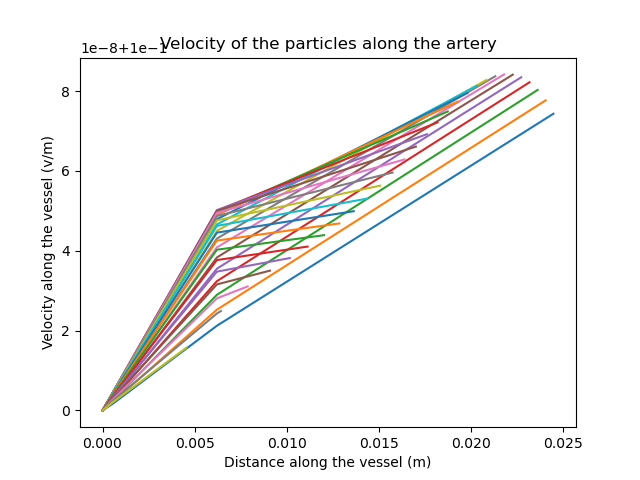 Velocity of the particles along the artery
1e−8+1e−1
8
6
4
2
0
Velocity along the vessel (v/m)
0.000 0.005 0.010 0.015 0.020 0.025
Distance along the vessel (m)